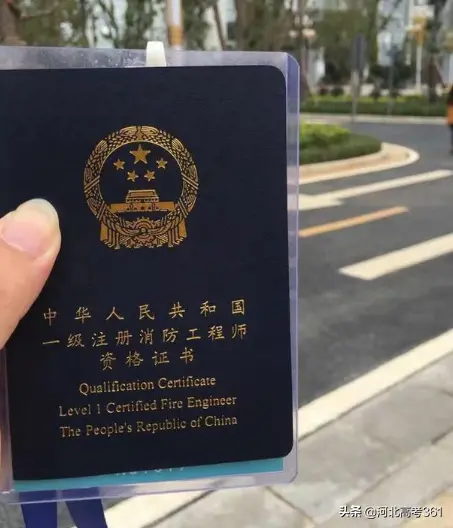 中华人民共和国
一级注册消防工程师
资格证书
Qualification Certificate
Level 1 Certified Fire Engineer
The People's Republic of China
头条 @河北高考361